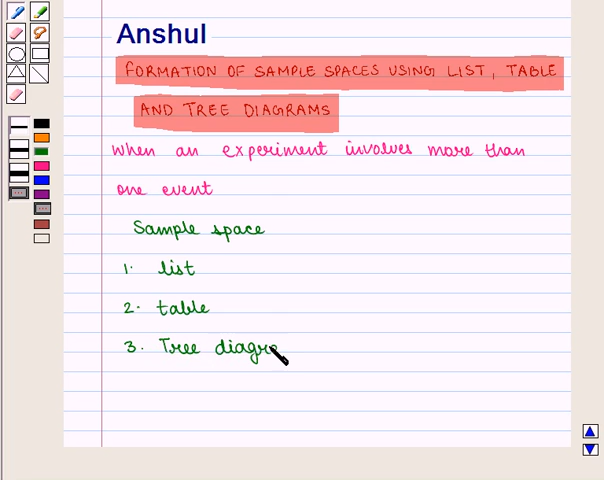 Anshul
FORMATION OF SAMPLE SPACES USING LIST, TABLE
AND TREE DIAGRAMS
When an experiment involves more than
one event
Sample space
1. list
2. table
3. Tree diagra